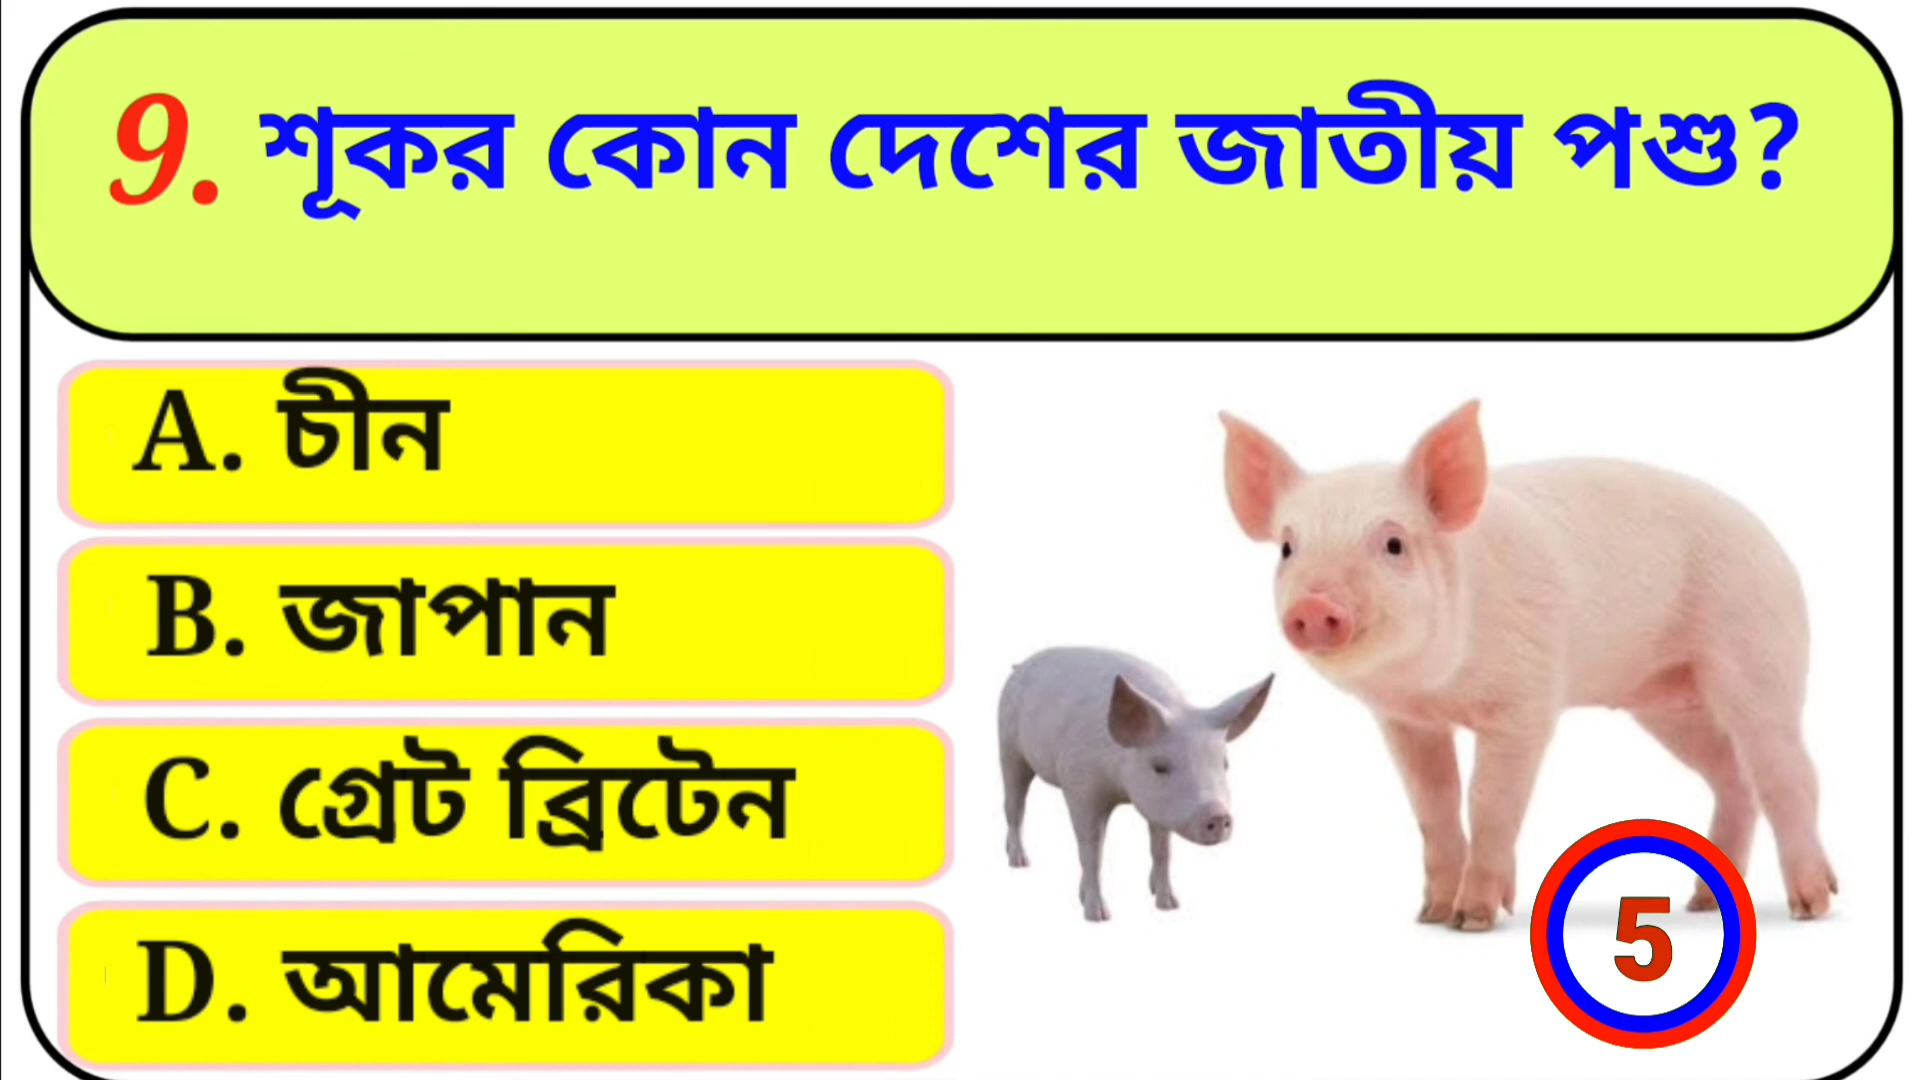 9. শূকর কোন দেশের জাতীয় পশু?
A. চীন
B. জাপান
C. গ্রেট ব্রিটেন
D. আমেরিকা
5